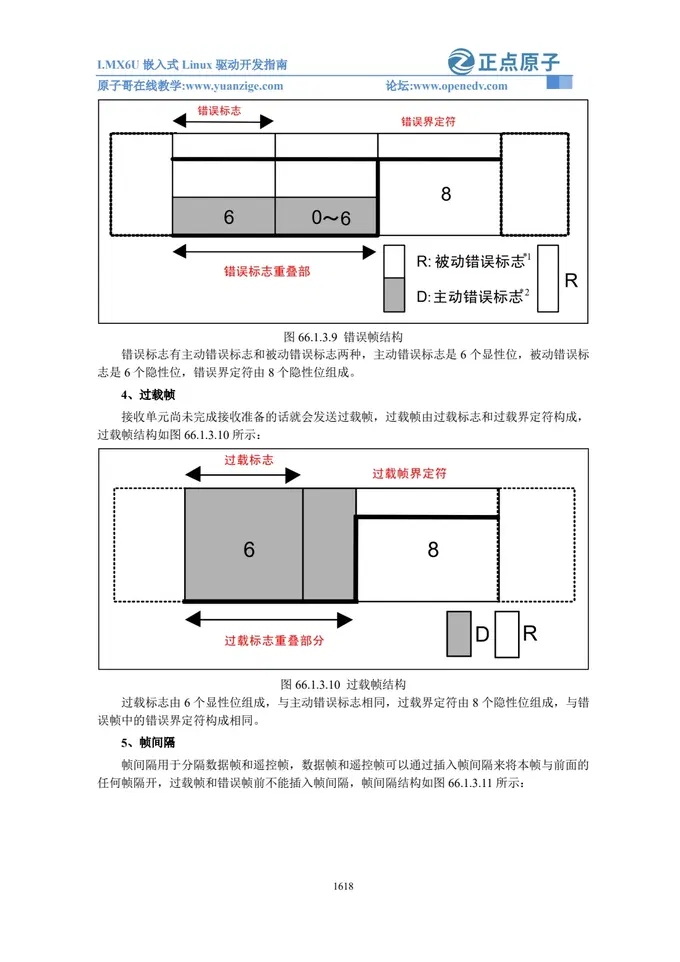 I.MX6U 嵌入式 Linux 驱动开发指南
正点原子
原子哥在线教学:www.yuanzige.com 论坛:www.openedv.com
错误标志
错误界定符
8
6 0～6
错误标志重叠部
R: 被动错误标志*1
D:主动错误标志*2
R
图 66.1.3.9 错误帧结构
错误标志有主动错误标志和被动错误标志两种，主动错误标志是 6 个显性位，被动错误标
志是 6 个隐性位，错误界定符由 8 个隐性位组成。
4、过载帧
接收单元尚未完成接收准备的话就会发送过载帧，过载帧由过载标志和过载界定符构成，
过载帧结构如图 66.1.3.10 所示：
过载标志
过载帧界定符
6 8
过载标志重叠部分
D R
图 66.1.3.10 过载帧结构
过载标志由 6 个显性位组成，与主动错误标志相同，过载界定符由 8 个隐性位组成，与错
误帧中的错误界定符构成相同。
5、帧间隔
帧间隔用于分隔数据帧和遥控帧，数据帧和遥控帧可以通过插入帧间隔来将本帧与前面的
任何帧隔开，过载帧和错误帧前不能插入帧间隔，帧间隔结构如图 66.1.3.11 所示：
1618